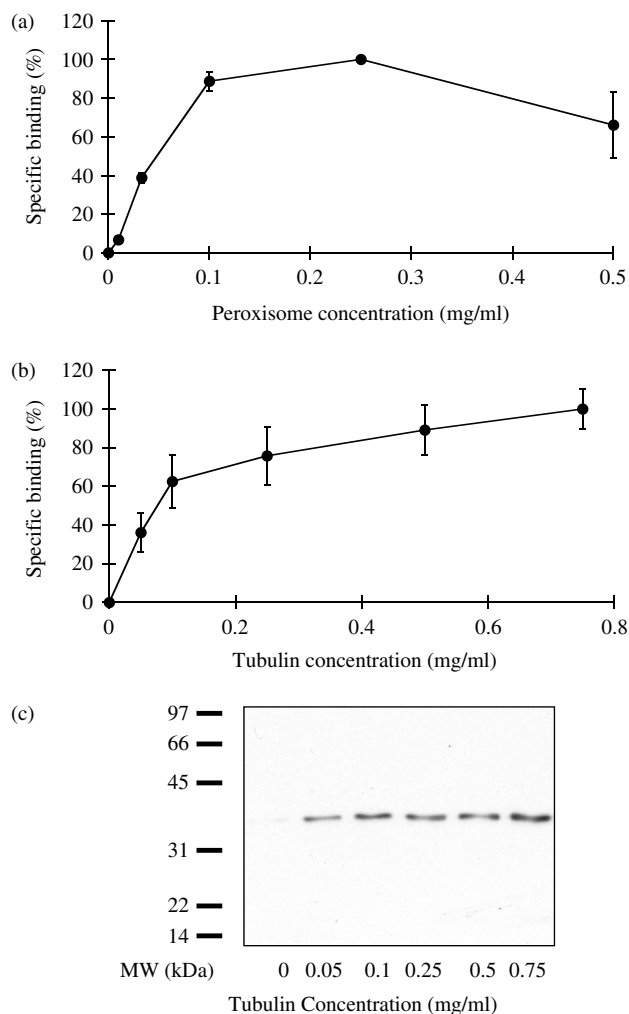 (a)
120
100
80
60
40
20
0
Specific binding (%)
0 0.1 0.2 0.3 0.4 0.5
Peroxisome concentration (mg/ml)
(b)
120
100
80
60
40
20
0
Specific binding (%)
0 0.2 0.4 0.6 0.8
Tubulin concentration (mg/ml)
(c)
97
66
45
31
22
14
MW (kDa) 0 0.05 0.1 0.25 0.5 0.75
Tubulin Concentration (mg/ml)